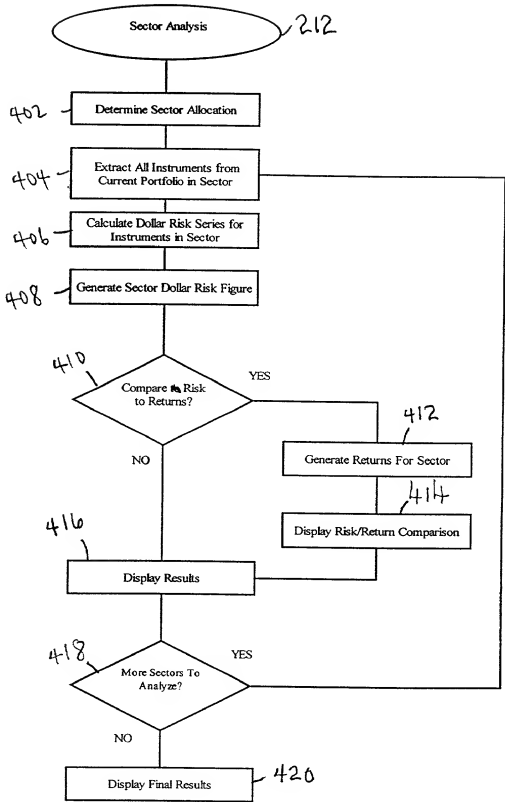 Sector Analysis
212
402
Determine Sector Allocation
404
Extract All Instruments from
Current Portfolio in Sector
406
Calculate Dollar Risk Series for
Instruments in Sector
408
Generate Sector Dollar Risk Figure
410
Compare Risk
to Returns?
YES
412
Generate Returns For Sector
NO
414
Display Risk/Return Comparison
416
Display Results
418
More Sectors To
Analyze?
YES
NO
Display Final Results
420